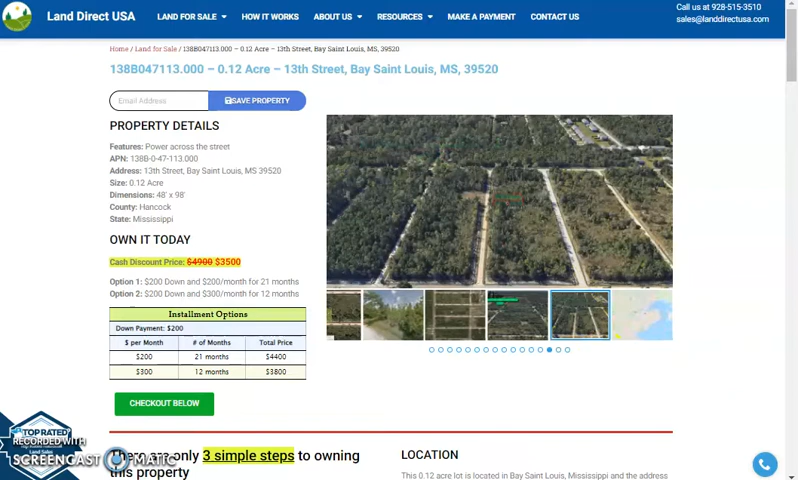 Land Direct USA
LAND FOR SALE
HOW IT WORKS
ABOUT US
RESOURCES
MAKE A PAYMENT
CONTACT US
Call us at 928-515-3510
sales@landdirectusa.com
Home / Land for Sale / 138B047113.000 – 0.12 Acre – 13th Street, Bay Saint Louis, MS, 39520
138B047113.000 – 0.12 Acre – 13th Street, Bay Saint Louis, MS, 39520
Email Address
SAVE PROPERTY
PROPERTY DETAILS
Features: Power across the street
APN: 138B-0-47-113.000
Address: 13th Street, Bay Saint Louis, MS 39520
Size: 0.12 Acre
Dimensions: 48' x 98'
County: Hancock
State: Mississippi
OWN IT TODAY
Cash Discount Price: $4900 $3500
Option 1: $200 Down and $200/month for 21 months
Option 2: $200 Down and $300/month for 12 months
Installment Options
Down Payment: $200
$ per Month # of Months Total Price
$200 21 months $4400
$300 12 months $3800
CHECKOUT BELOW
TOP RATED
Land Sales
RECORDED WITH
SCREENCAST MATIC
There are only 3 simple steps to owning
this property
LOCATION
This 0.12 acre lot is located in Bay Saint Louis, Mississippi and the address